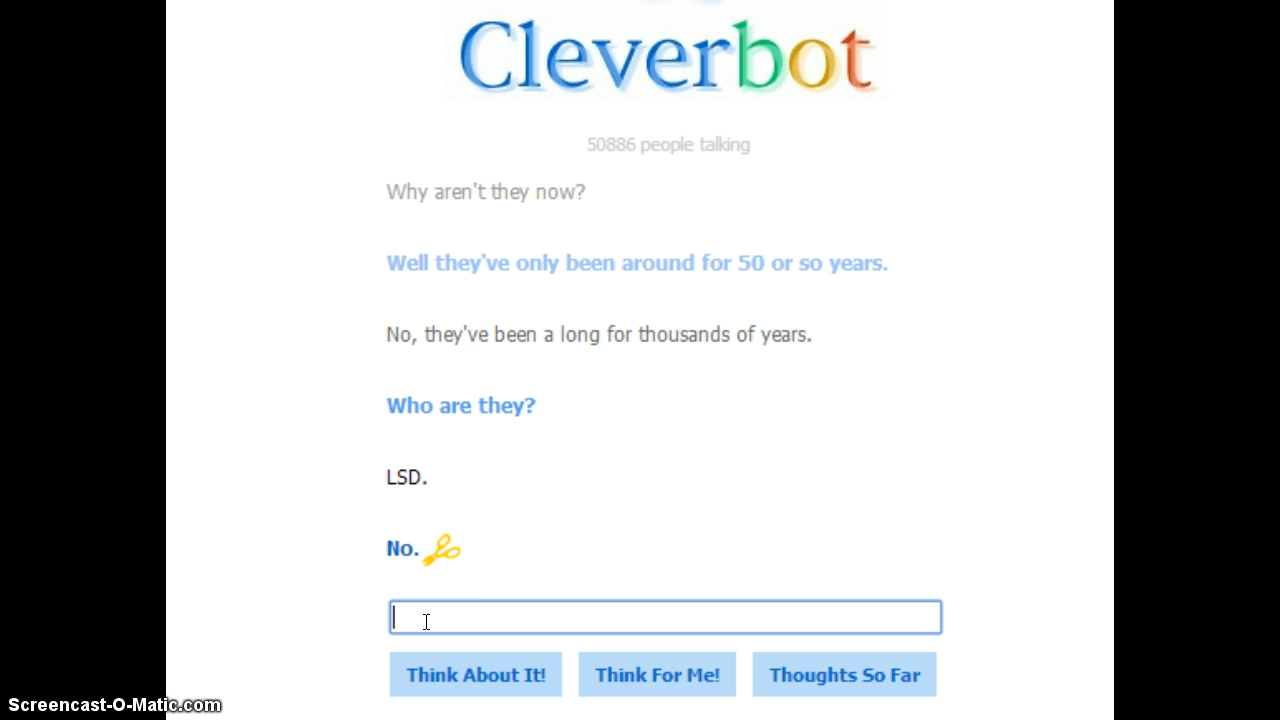 Cleverbot
50886 people talking
Why aren't they now?
Well they've only been around for 50 or so years.
No, they've been a long for thousands of years.
Who are they?
LSD.
No.
Think About It! Think For Me! Thoughts So Far
Screencast-O-Matic.com